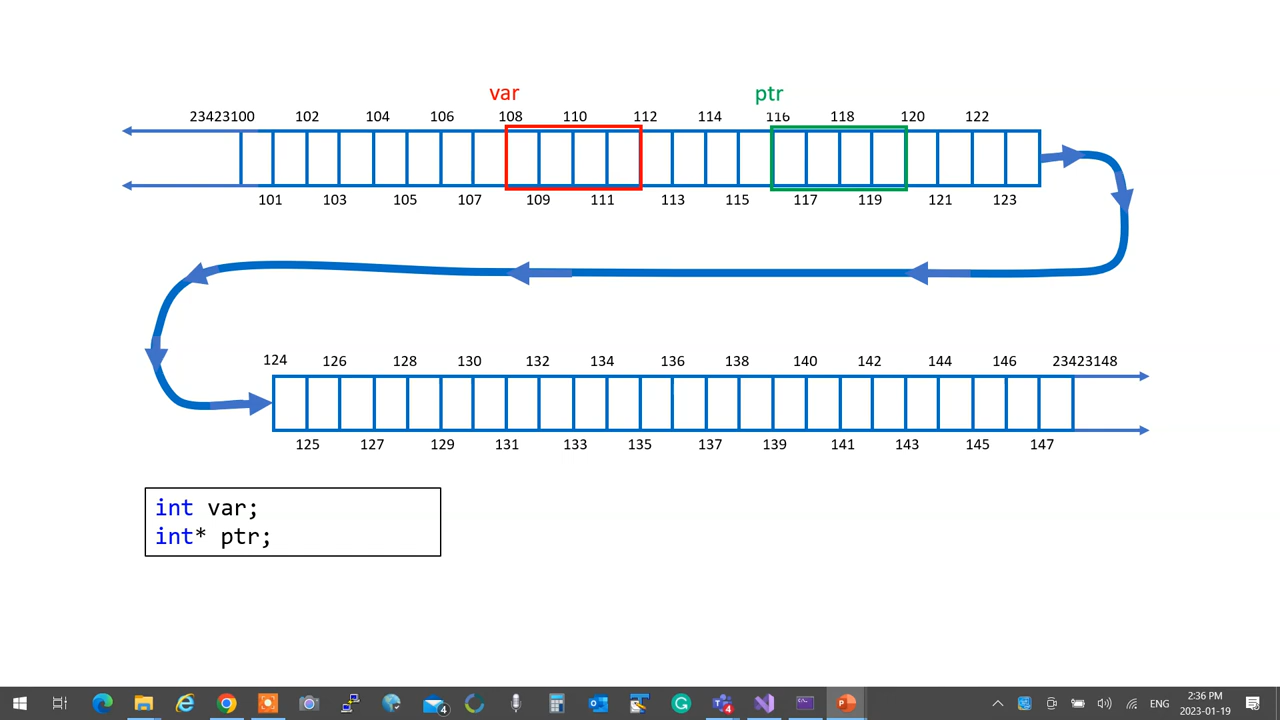 var ptr
23423100 102 104 106 108 110 112 114 116 118 120 122
101 103 105 107 109 111 113 115 117 119 121 123
124 126 128 130 132 134 136 138 140 142 144 146 23423148
125 127 129 131 133 135 137 139 141 143 145 147
int var;
int* ptr;
4 4 ENG 2:36 PM
2023-01-19